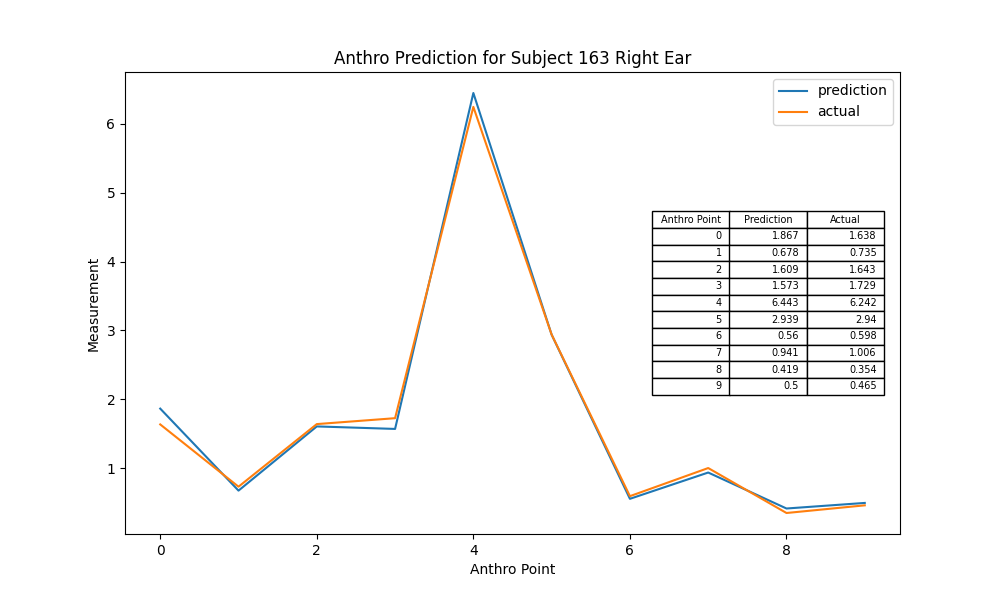 Anthro Prediction for Subject 163 Right Ear
prediction
actual
6
5
4
3
2
1
Measurement
Anthro Point Prediction Actual
0 1.867 1.638
1 0.678 0.735
2 1.609 1.643
3 1.573 1.729
4 6.443 6.242
5 2.939 2.94
6 0.56 0.598
7 0.941 1.006
8 0.419 0.354
9 0.5 0.465
0 2 4 6 8
Anthro Point